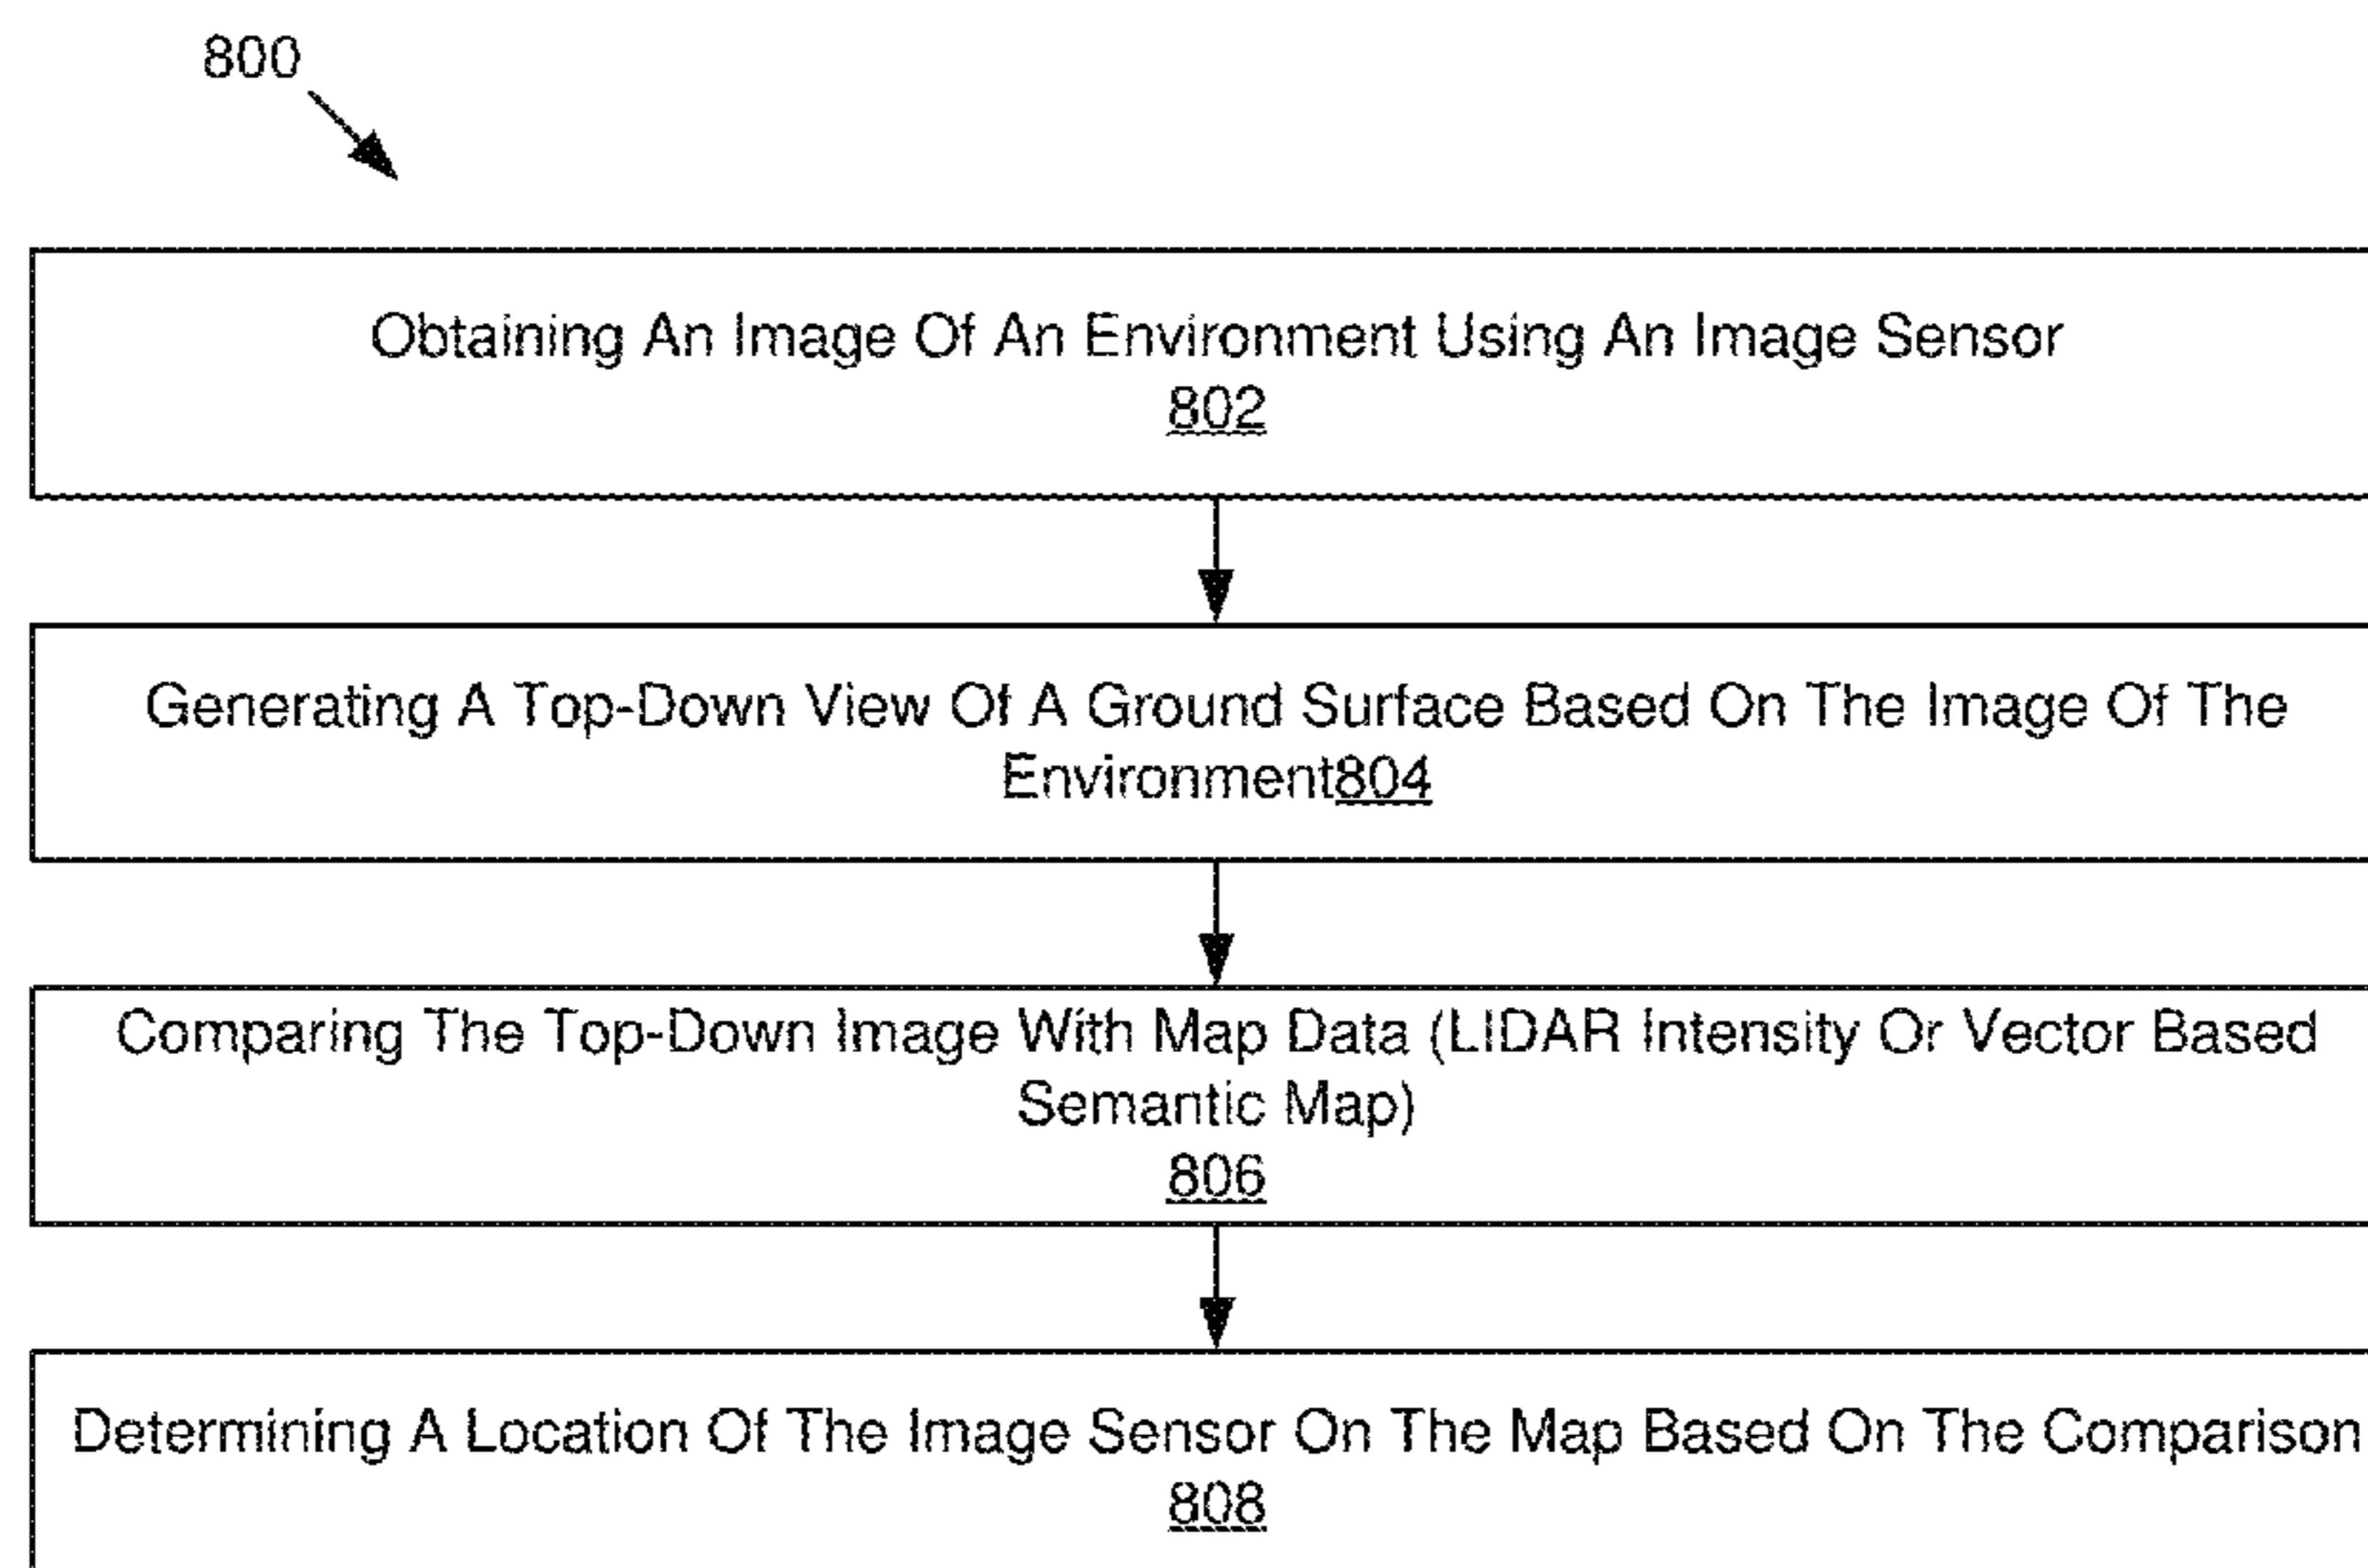 800
Obtaining An Image Of An Environment Using An Image Sensor
802
Generating A Top-Down View Of A Ground Surface Based On The Image Of The
Environment804
Comparing The Top-Down Image With Map Data (LIDAR Intensity Or Vector Based
Semantic Map)
806
Determining A Location Of The Image Sensor On The Map Based On The Comparison
808